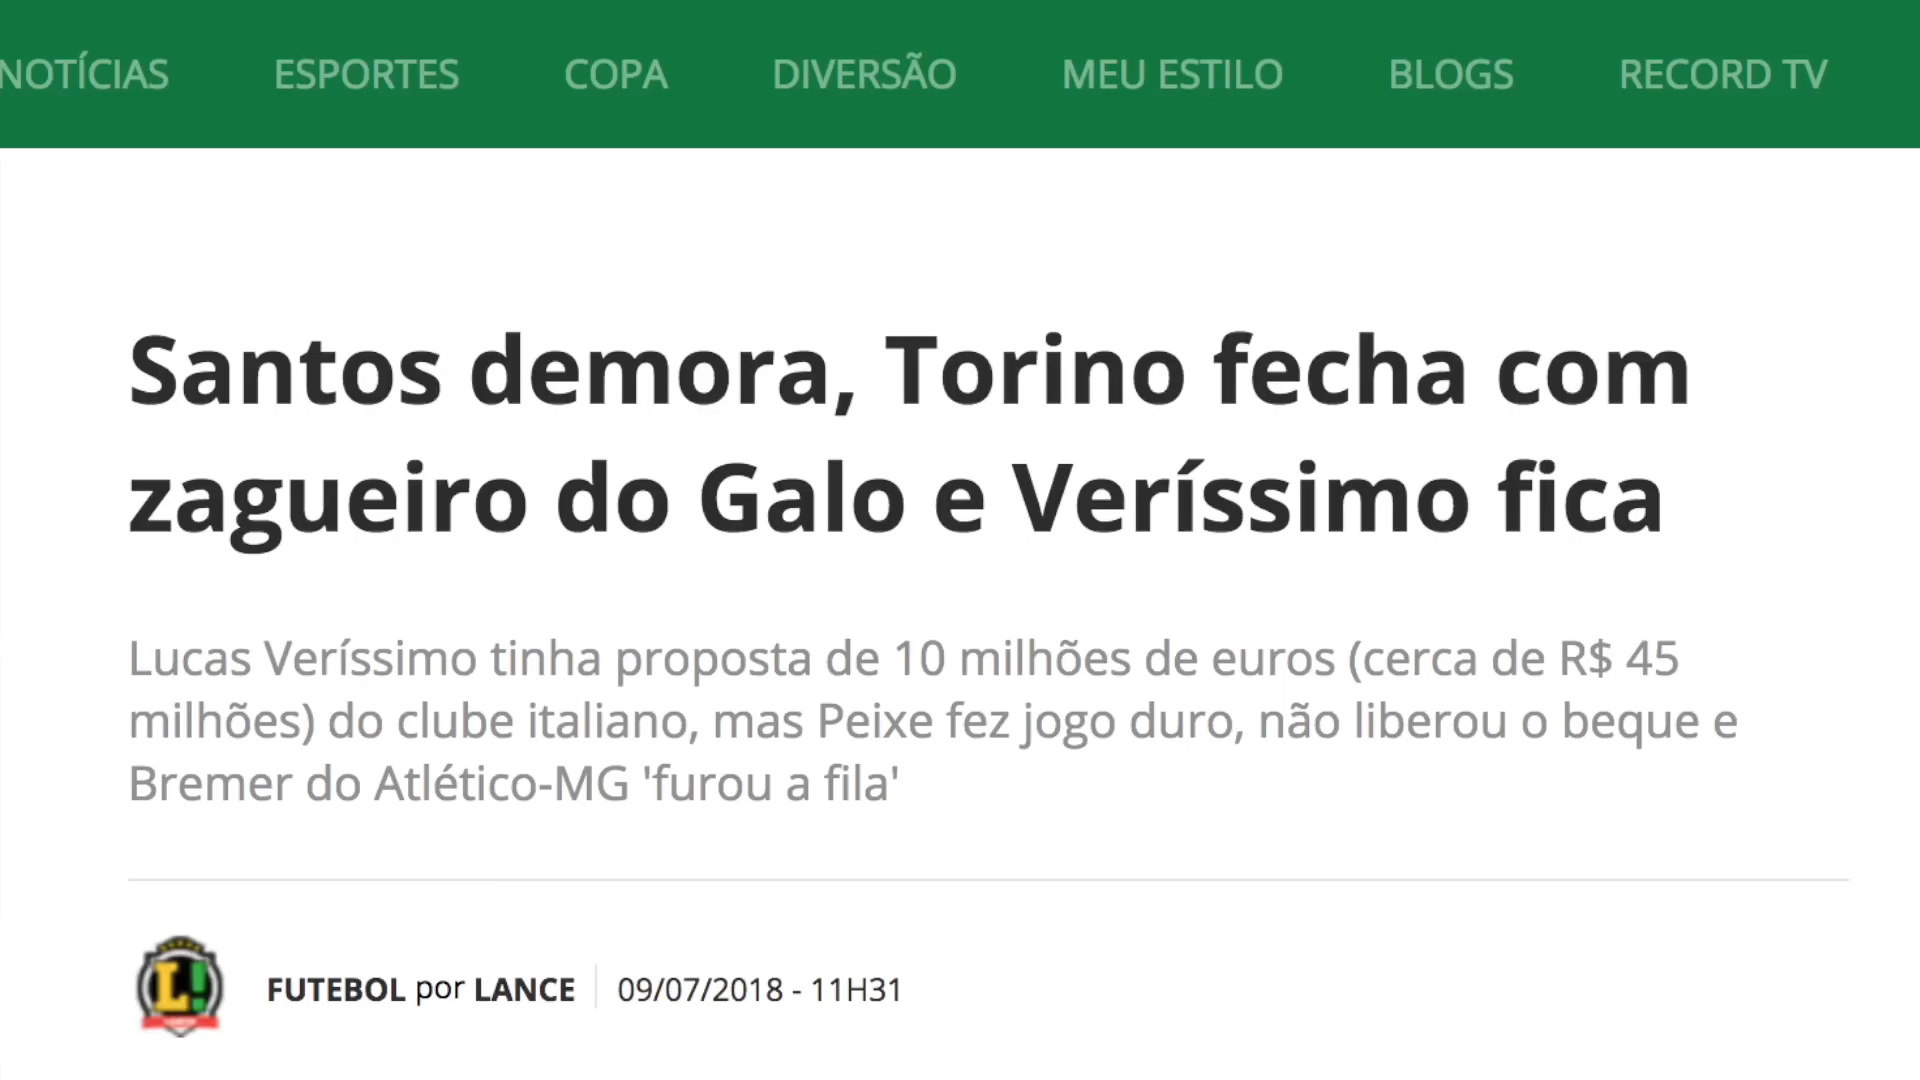 NOTÍCIAS ESPORTES COPA DIVERSÃO MEU ESTILO BLOGS RECORD TV
Santos demora, Torino fecha com
zagueiro do Galo e Veríssimo fica
Lucas Veríssimo tinha proposta de 10 milhões de euros (cerca de R$ 45
milhões) do clube italiano, mas Peixe fez jogo duro, não liberou o beque e
Bremer do Atlético-MG 'furou a fila'
L!
FUTEBOL por LANCE 09/07/2018 - 11H31